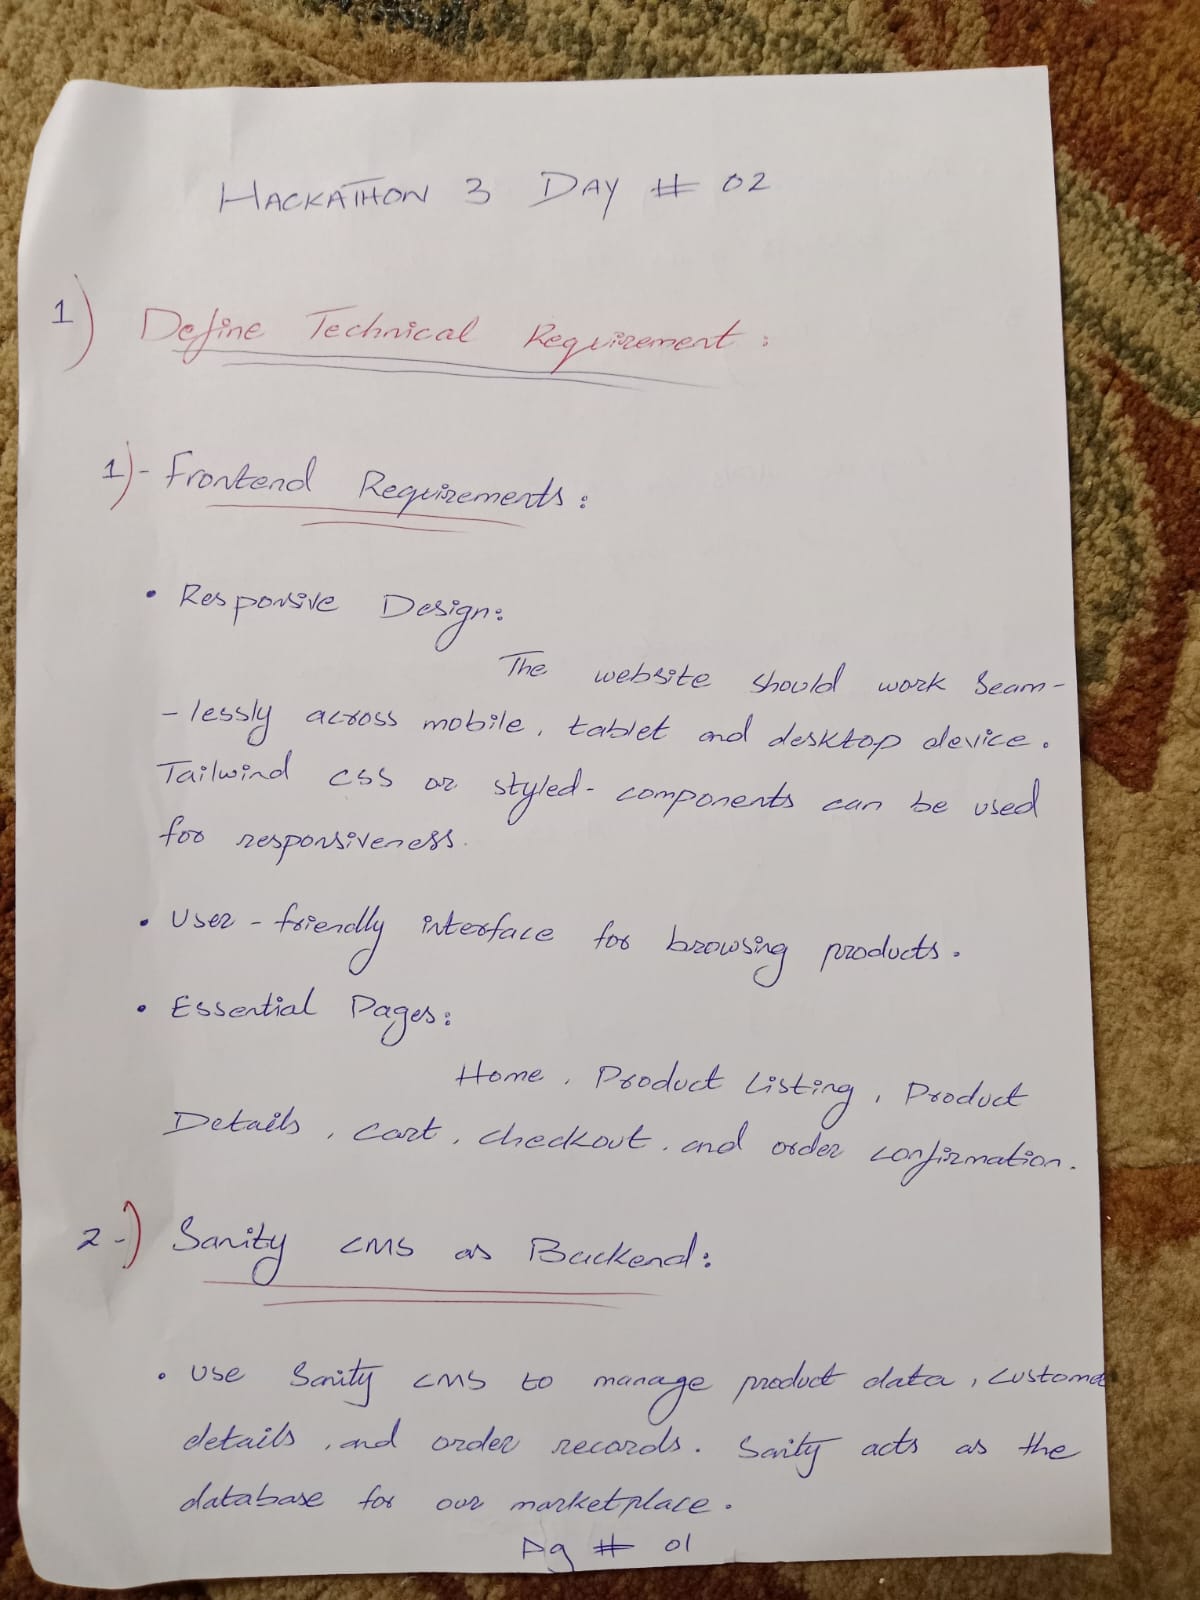 HACKATHON 3 DAY # 02
1) Define Technical Requirement :
1)- Frontend Requirements :
• Responsive Design:
The website should work seam-
- lessly across mobile, tablet and desktop device.
Tailwind css or styled- components can be used
for responsiveness.
• User - friendly interface for browsing products.
• Essential Pages:
Home, Product Listing, Product
Details, cart, checkout, and order confirmation.
2-) Sanity CMS as Backend:
• Use Sanity CMS to manage product data, custome
details, and order records. Sanity acts as the
database for our marketplace.
Pg # 01